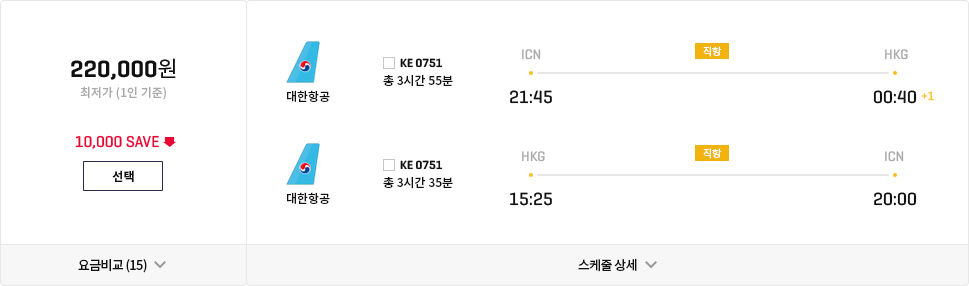 220,000원
최저가 (1인 기준)
10,000 SAVE
선택
요금비교 (15)
대한항공
KE 0751
총 3시간 55분
ICN
직항
HKG
21:45
00:40 +1
대한항공
KE 0751
총 3시간 35분
HKG
직항
ICN
15:25
20:00
스케줄 상세